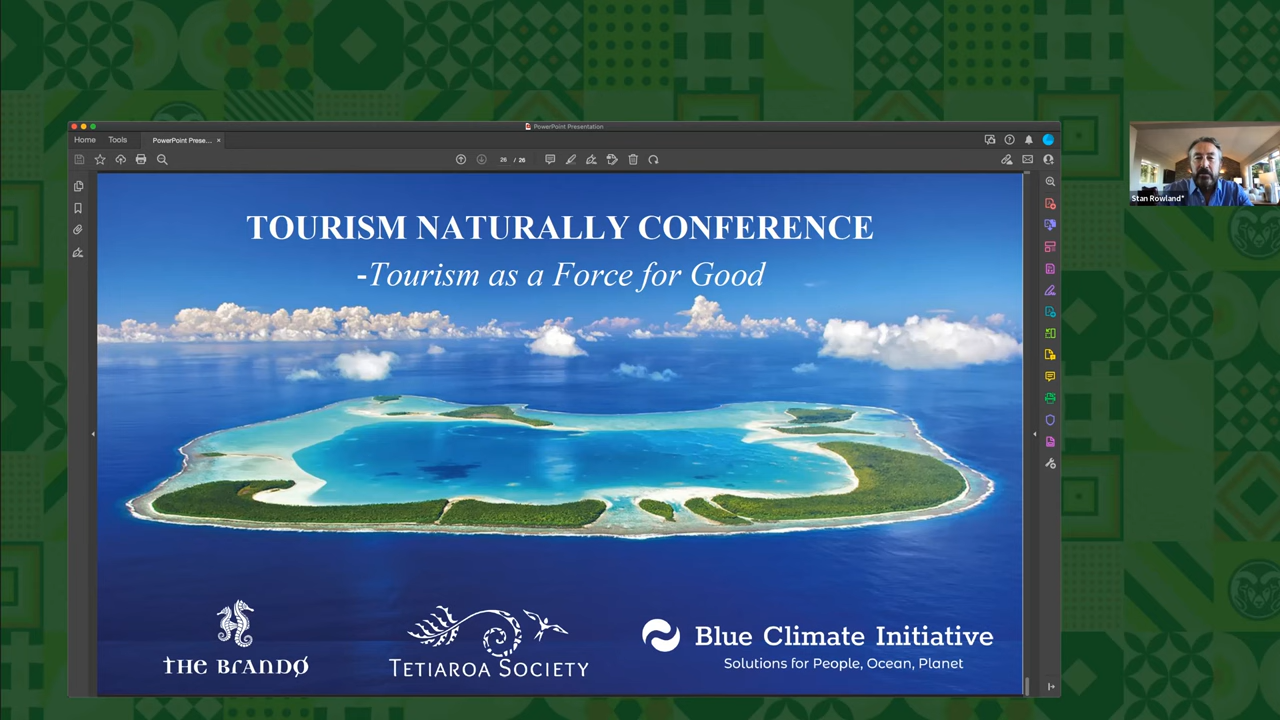 PowerPoint Presentation
Home
Tools
PowerPoint Prese...
26 / 26
TOURISM NATURALLY CONFERENCE
-Tourism as a Force for Good
Stan Rowland*
THE BRANDO
TETIAROA SOCIETY
Blue Climate Initiative
Solutions for People, Ocean, Planet